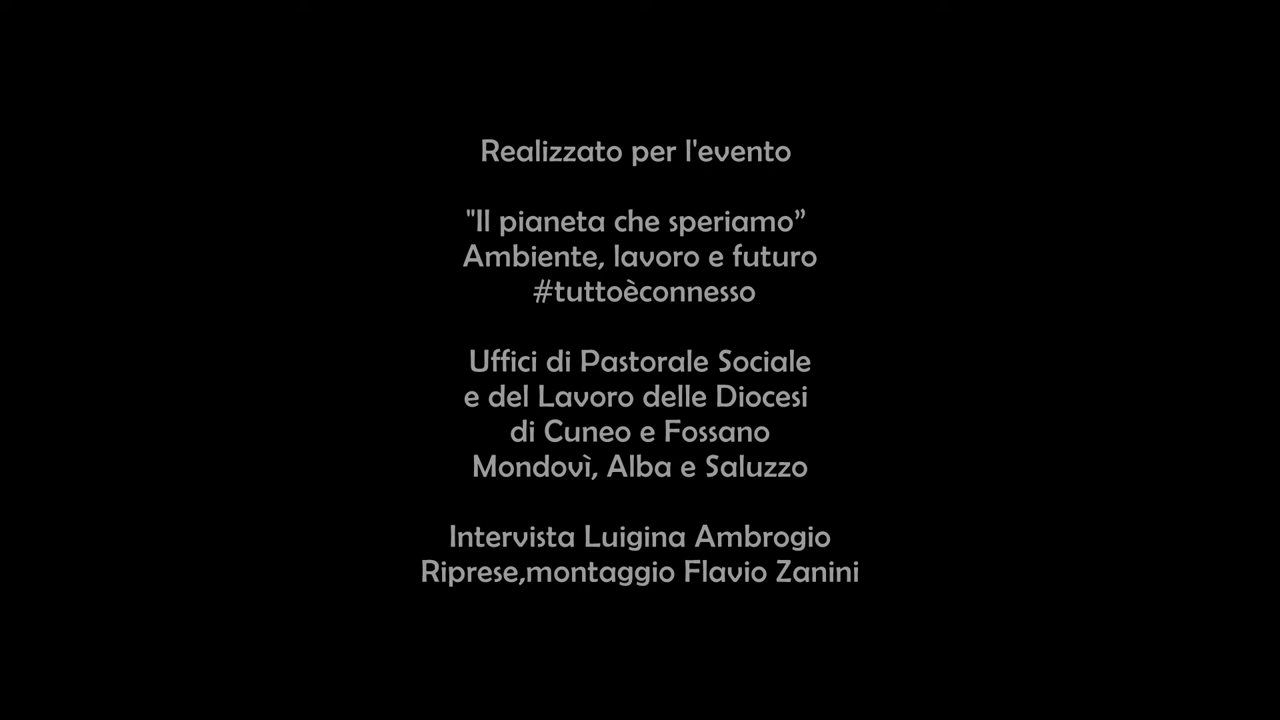 Realizzato per l'evento
"Il pianeta che speriamo”
Ambiente, lavoro e futuro
#tuttoèconnesso
Uffici di Pastorale Sociale
e del Lavoro delle Diocesi
di Cuneo e Fossano
Mondovì, Alba e Saluzzo
Intervista Luigina Ambrogio
Riprese,montaggio Flavio Zanini